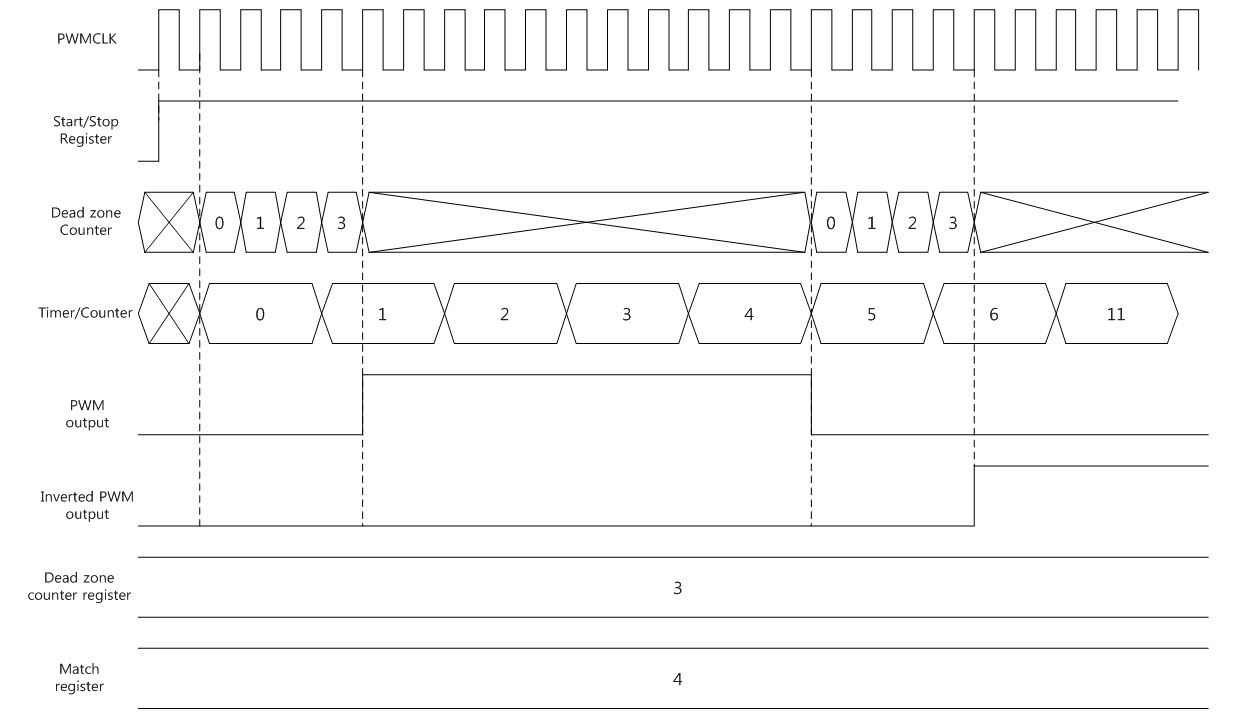 PWMCLK
Start/Stop
Register
Dead zone
Counter
0 1 2 3 0 1 2 3
Timer/Counter
0 1 2 3 4 5 6 11
PWM
output
Inverted PWM
output
Dead zone
counter register
3
Match
register
4